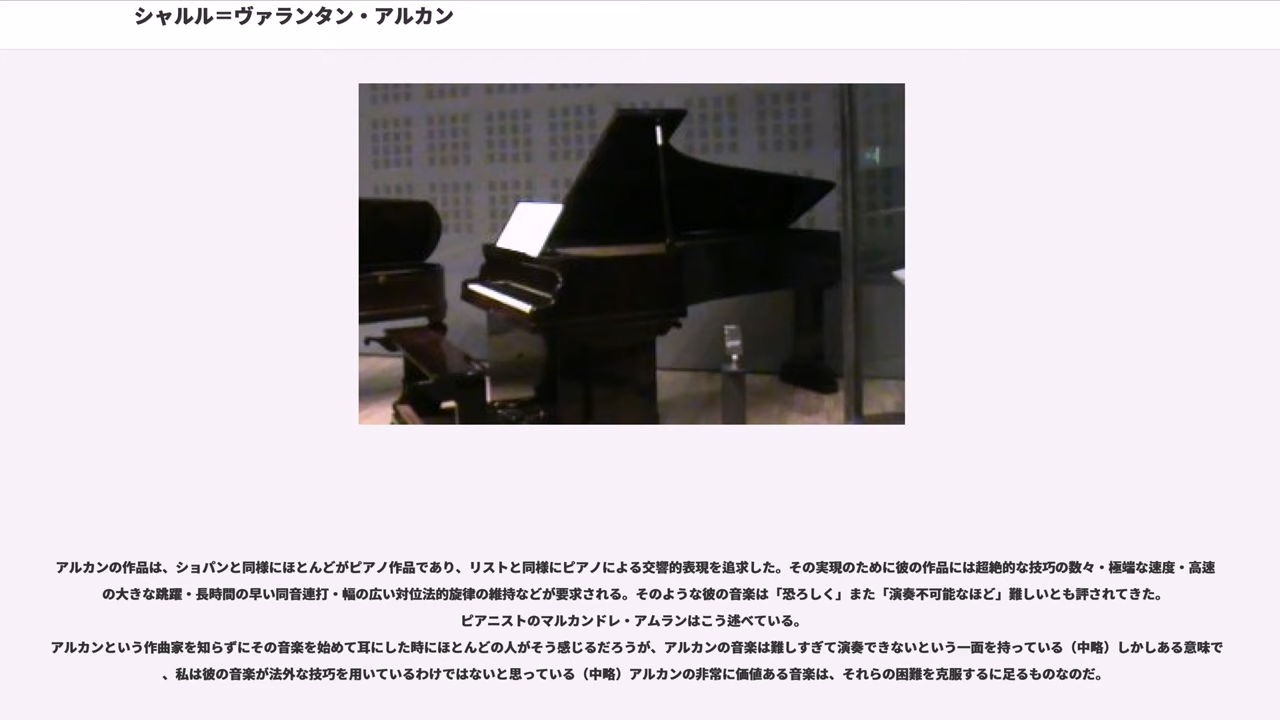 シャルル＝ヴァランタン・アルカン
アルカンの作品は、ショパンと同様にほとんどがピアノ作品であり、リストと同様にピアノによる交響的表現を追求した。その実現のために彼の作品には超絶的な技巧の数々・極端な速度・高速
の大きな跳躍・長時間の早い同音連打・幅の広い対位法的旋律の維持などが要求される。そのような彼の音楽は「恐ろしく」また「演奏不可能なほど」難しいとも評されてきた。
ピアニストのマルカンドレ・アムランはこう述べている。
アルカンという作曲家を知らずにその音楽を始めて耳にした時にほとんどの人がそう感じるだろうが、アルカンの音楽は難しすぎて演奏できないという一面を持っている（中略）しかしある意味で
、私は彼の音楽が法外な技巧を用いているわけではないと思っている（中略）アルカンの非常に価値ある音楽は、それらの困難を克服するに足るものなのだ。